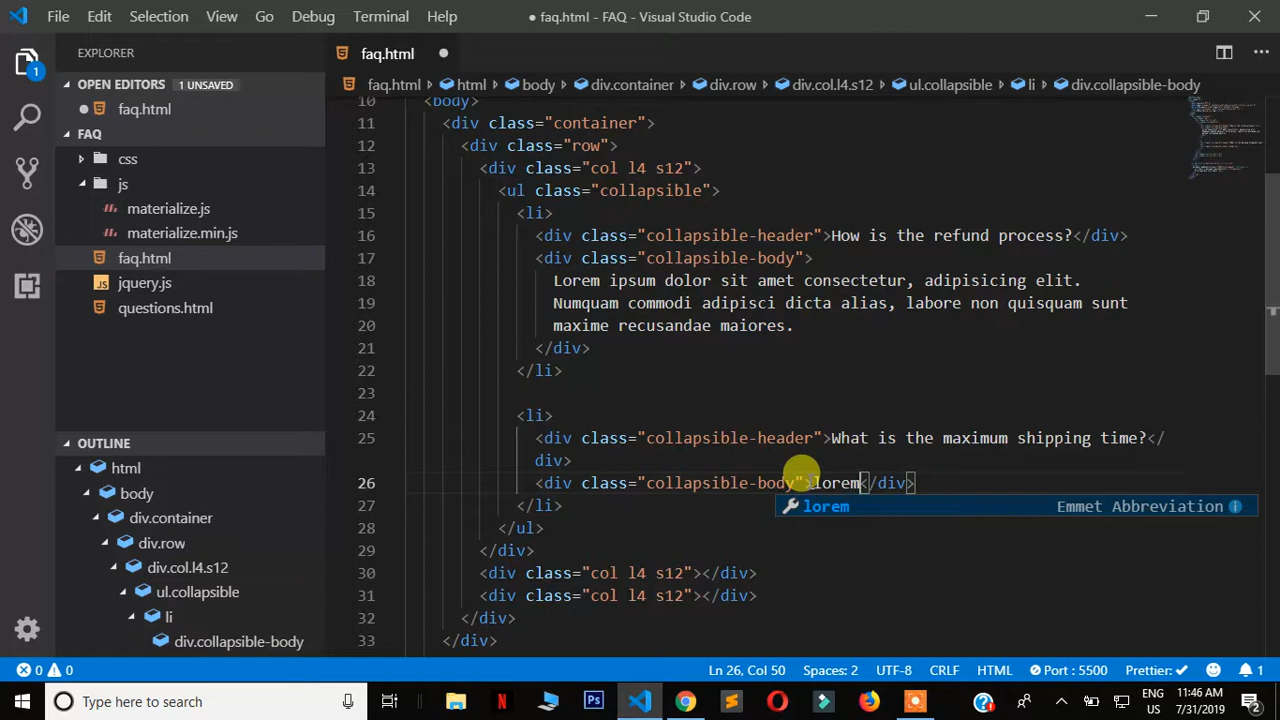 File Edit Selection View Go Debug Terminal Help
● faq.html - FAQ - Visual Studio Code
EXPLORER
faq.html ●
OPEN EDITORS 1 UNSAVED
faq.html > html > body > div.container > div.row > div.col.l4.s12 > ul.collapsible > li > div.collapsible-body
● faq.html
FAQ
css
js
materialize.js
materialize.min.js
faq.html
jquery.js
questions.html
OUTLINE
html
body
div.container
div.row
div.col.l4.s12
ul.collapsible
li
div.collapsible-body
10 <body>
11 <div class="container">
12 <div class="row">
13 <div class="col l4 s12">
14 <ul class="collapsible">
15 <li>
16 <div class="collapsible-header">How is the refund process?</div>
17 <div class="collapsible-body">
18 Lorem ipsum dolor sit amet consectetur, adipisicing elit.
19 Numquam commodi adipisci dicta alias, labore non quisquam sunt
20 maxime recusandae maiores.
21 </div>
22 </li>
23
24 <li>
25 <div class="collapsible-header">What is the maximum shipping time?</
div>
26 <div class="collapsible-body">lorem</div>
lorem Emmet Abbreviation
27 </li>
28 </ul>
29 </div>
30 <div class="col l4 s12"></div>
31 <div class="col l4 s12"></div>
32 </div>
33 </div>
1
0 0 Ln 26, Col 50 Spaces: 2 UTF-8 CRLF HTML Port : 5500 Prettier: ✓ 1
Type here to search
Ps
ENG
US
11:46 AM
7/31/2019
2